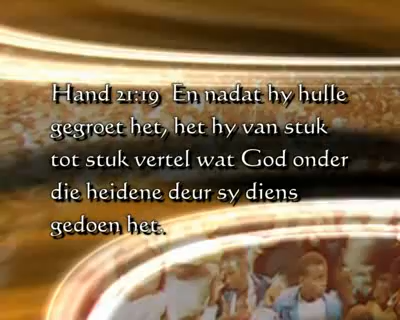 Hand 21:19 En nadat hy hulle
gegroet het, het hy van stuk
tot stuk vertel wat God onder
die heidene deur sy diens
gedoen het.